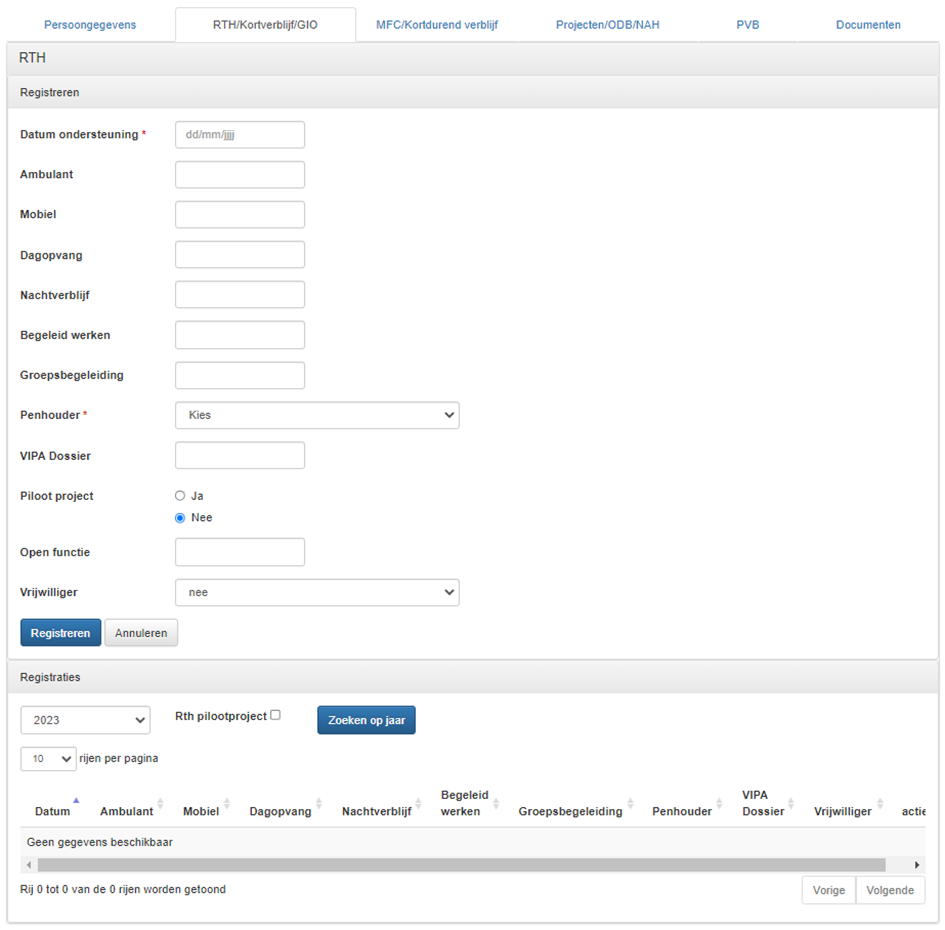 Persoongegevens RTH/Kortverblijf/GIO MFC/Kortdurend verblijf Projecten/ODB/NAH PVB Documenten
RTH
Registreren
Datum ondersteuning * dd/mm/jjjj
Ambulant
Mobiel
Dagopvang
Nachtverblijf
Begeleid werken
Groepsbegeleiding
Penhouder * Kies
VIPA Dossier
Piloot project Ja
Nee
Open functie
Vrijwilliger nee
Registreren Annuleren
Registraties
2023 Rth pilootproject Zoeken op jaar
10 rijen per pagina
Datum Ambulant Mobiel Dagopvang Nachtverblijf Begeleid werken Groepsbegeleiding Penhouder VIPA Dossier Vrijwilliger actie
Geen gegevens beschikbaar
Rij 0 tot 0 van de 0 rijen worden getoond Vorige Volgende